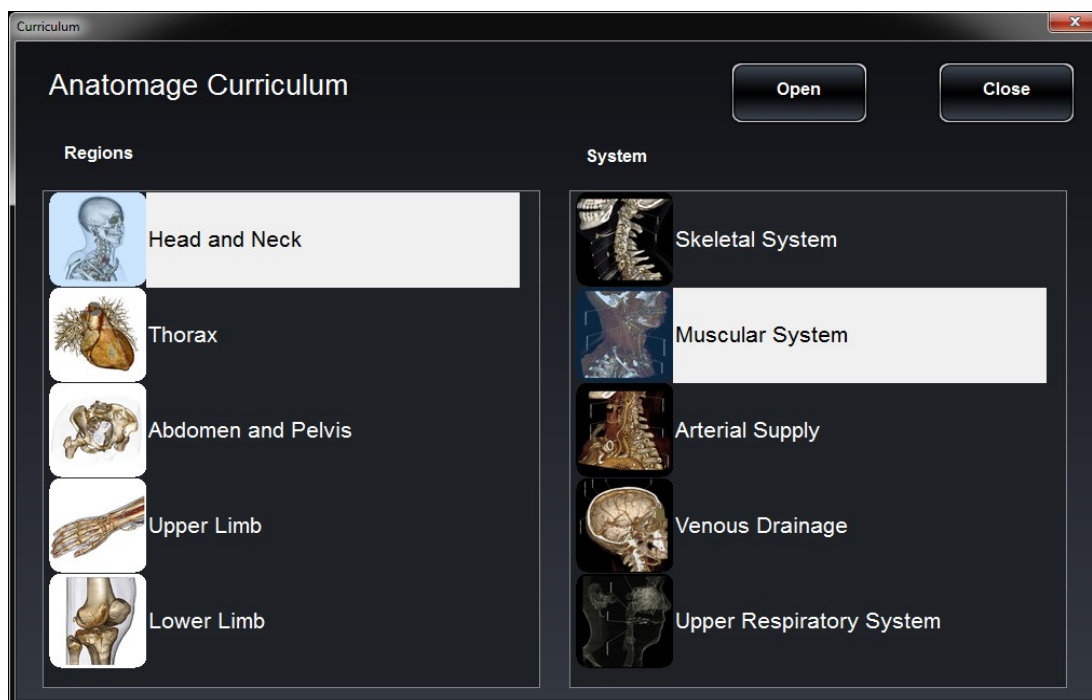 Curriculum
Anatomage Curriculum
Open
Close
Regions
System
Head and Neck
Thorax
Abdomen and Pelvis
Upper Limb
Lower Limb
Skeletal System
Muscular System
Arterial Supply
Venous Drainage
Upper Respiratory System